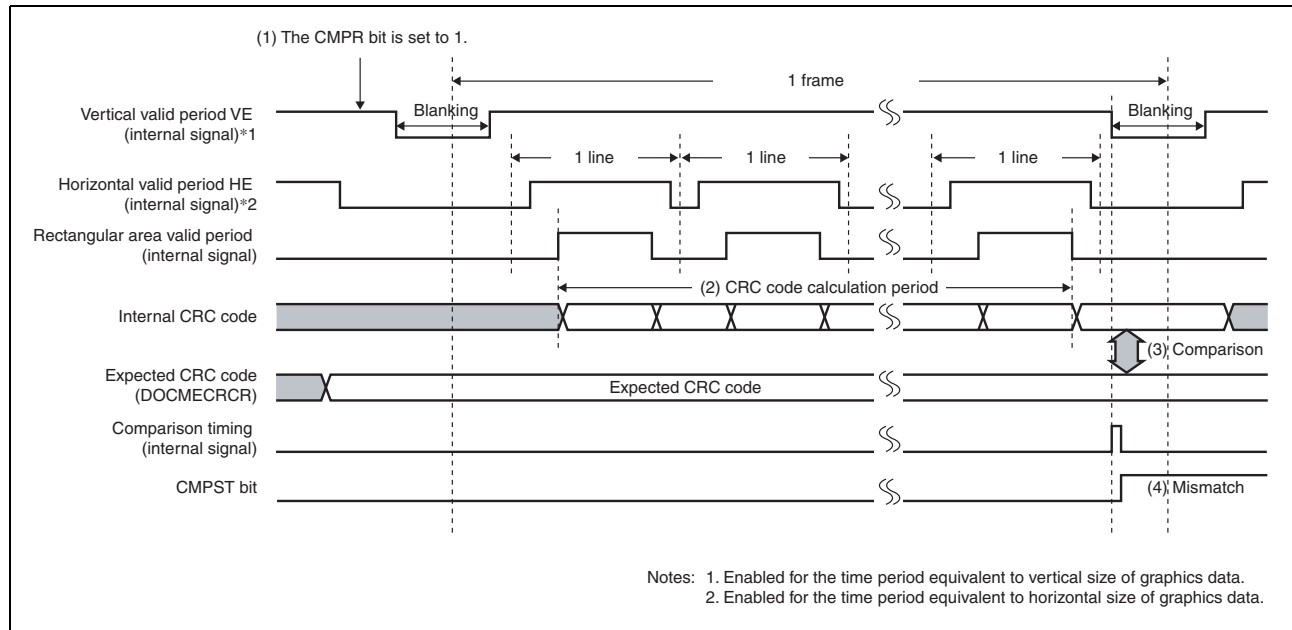 (1) The CMPR bit is set to 1.
1 frame
Vertical valid period VE
(internal signal)*1
Blanking
Blanking
1 line
1 line
1 line
Horizontal valid period HE
(internal signal)*2
Rectangular area valid period
(internal signal)
(2) CRC code calculation period
Internal CRC code
(3) Comparison
Expected CRC code
(DOCMECRCR)
Expected CRC code
Comparison timing
(internal signal)
CMPST bit
(4) Mismatch
Notes: 1. Enabled for the time period equivalent to vertical size of graphics data.
2. Enabled for the time period equivalent to horizontal size of graphics data.